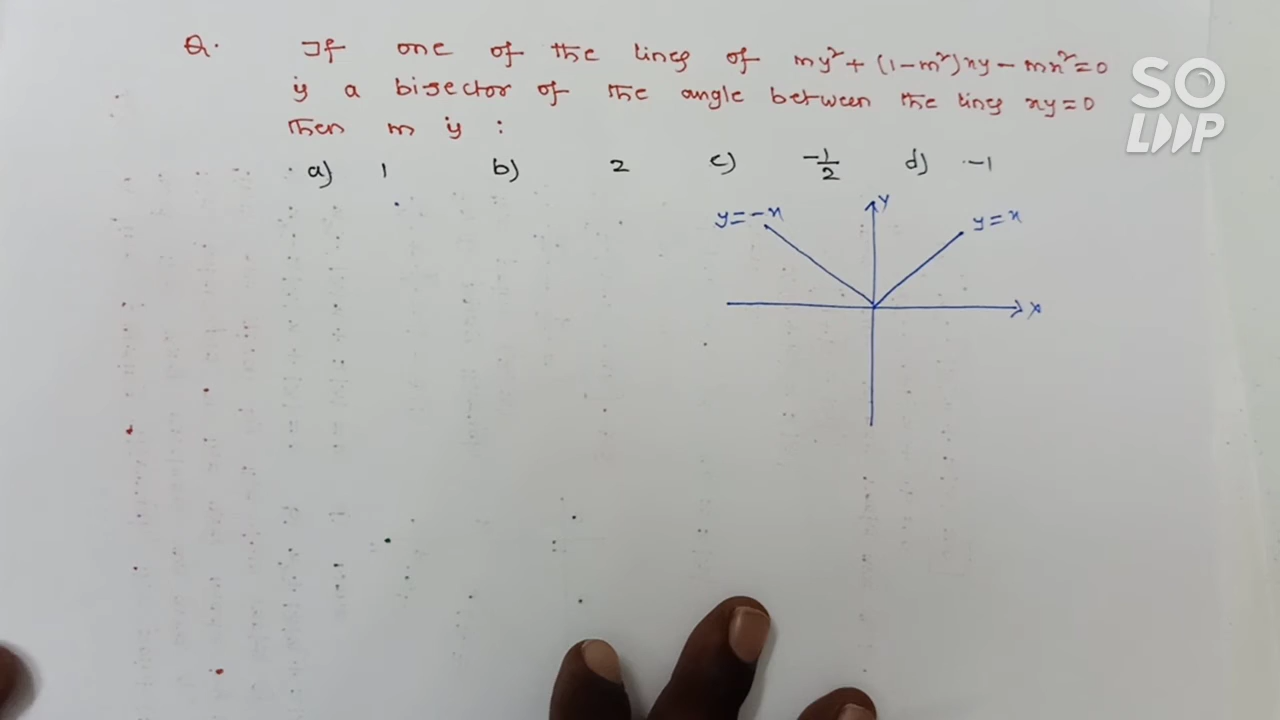 Q. If one of the lines of my²+(1-m²)xy-mx²=0
is a bisector of the angle between the lines xy=0
then m is :
a) 1 b) 2 c) -1/2 d) -1
y=-x Y y=x
X
SO
LOOP